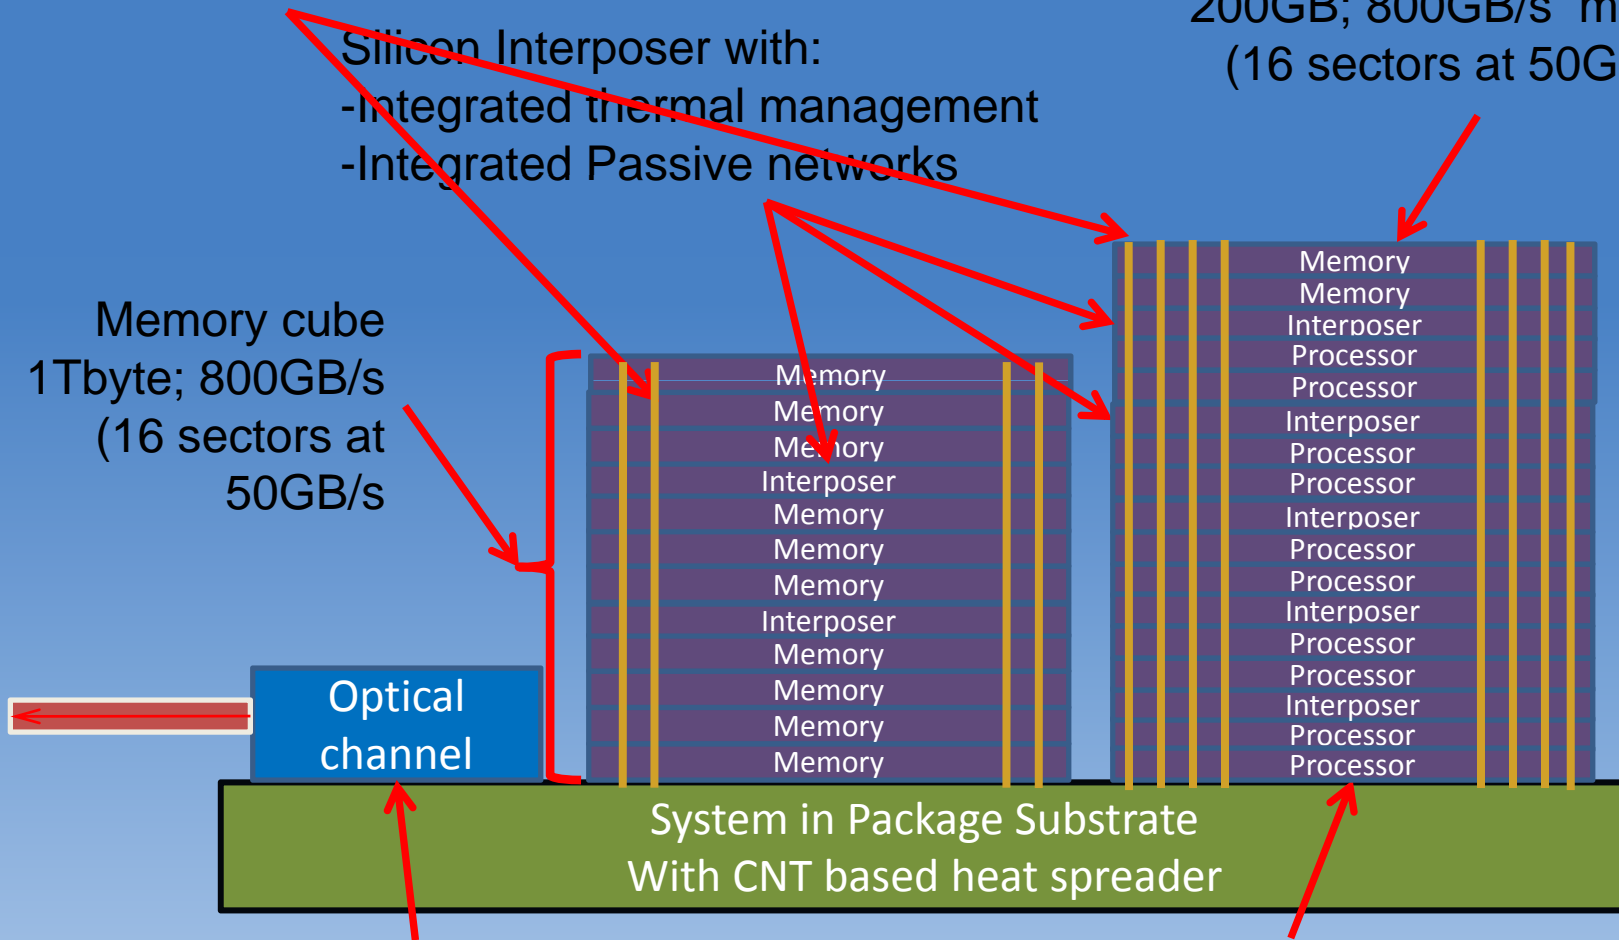 200GB; 800GB/s m
(16 sectors at 50G
Silicon Interposer with:
-Integrated thermal management
-Integrated Passive networks
Memory cube
1Tbyte; 800GB/s
(16 sectors at
50GB/s
Memory
Memory
Memory
Interposer
Memory
Memory
Memory
Interposer
Memory
Memory
Memory
Memory
Memory
Memory
Interposer
Processor
Processor
Interposer
Processor
Processor
Interposer
Processor
Processor
Interposer
Processor
Processor
Interposer
Processor
Processor
Optical
channel
System in Package Substrate
With CNT based heat spreader